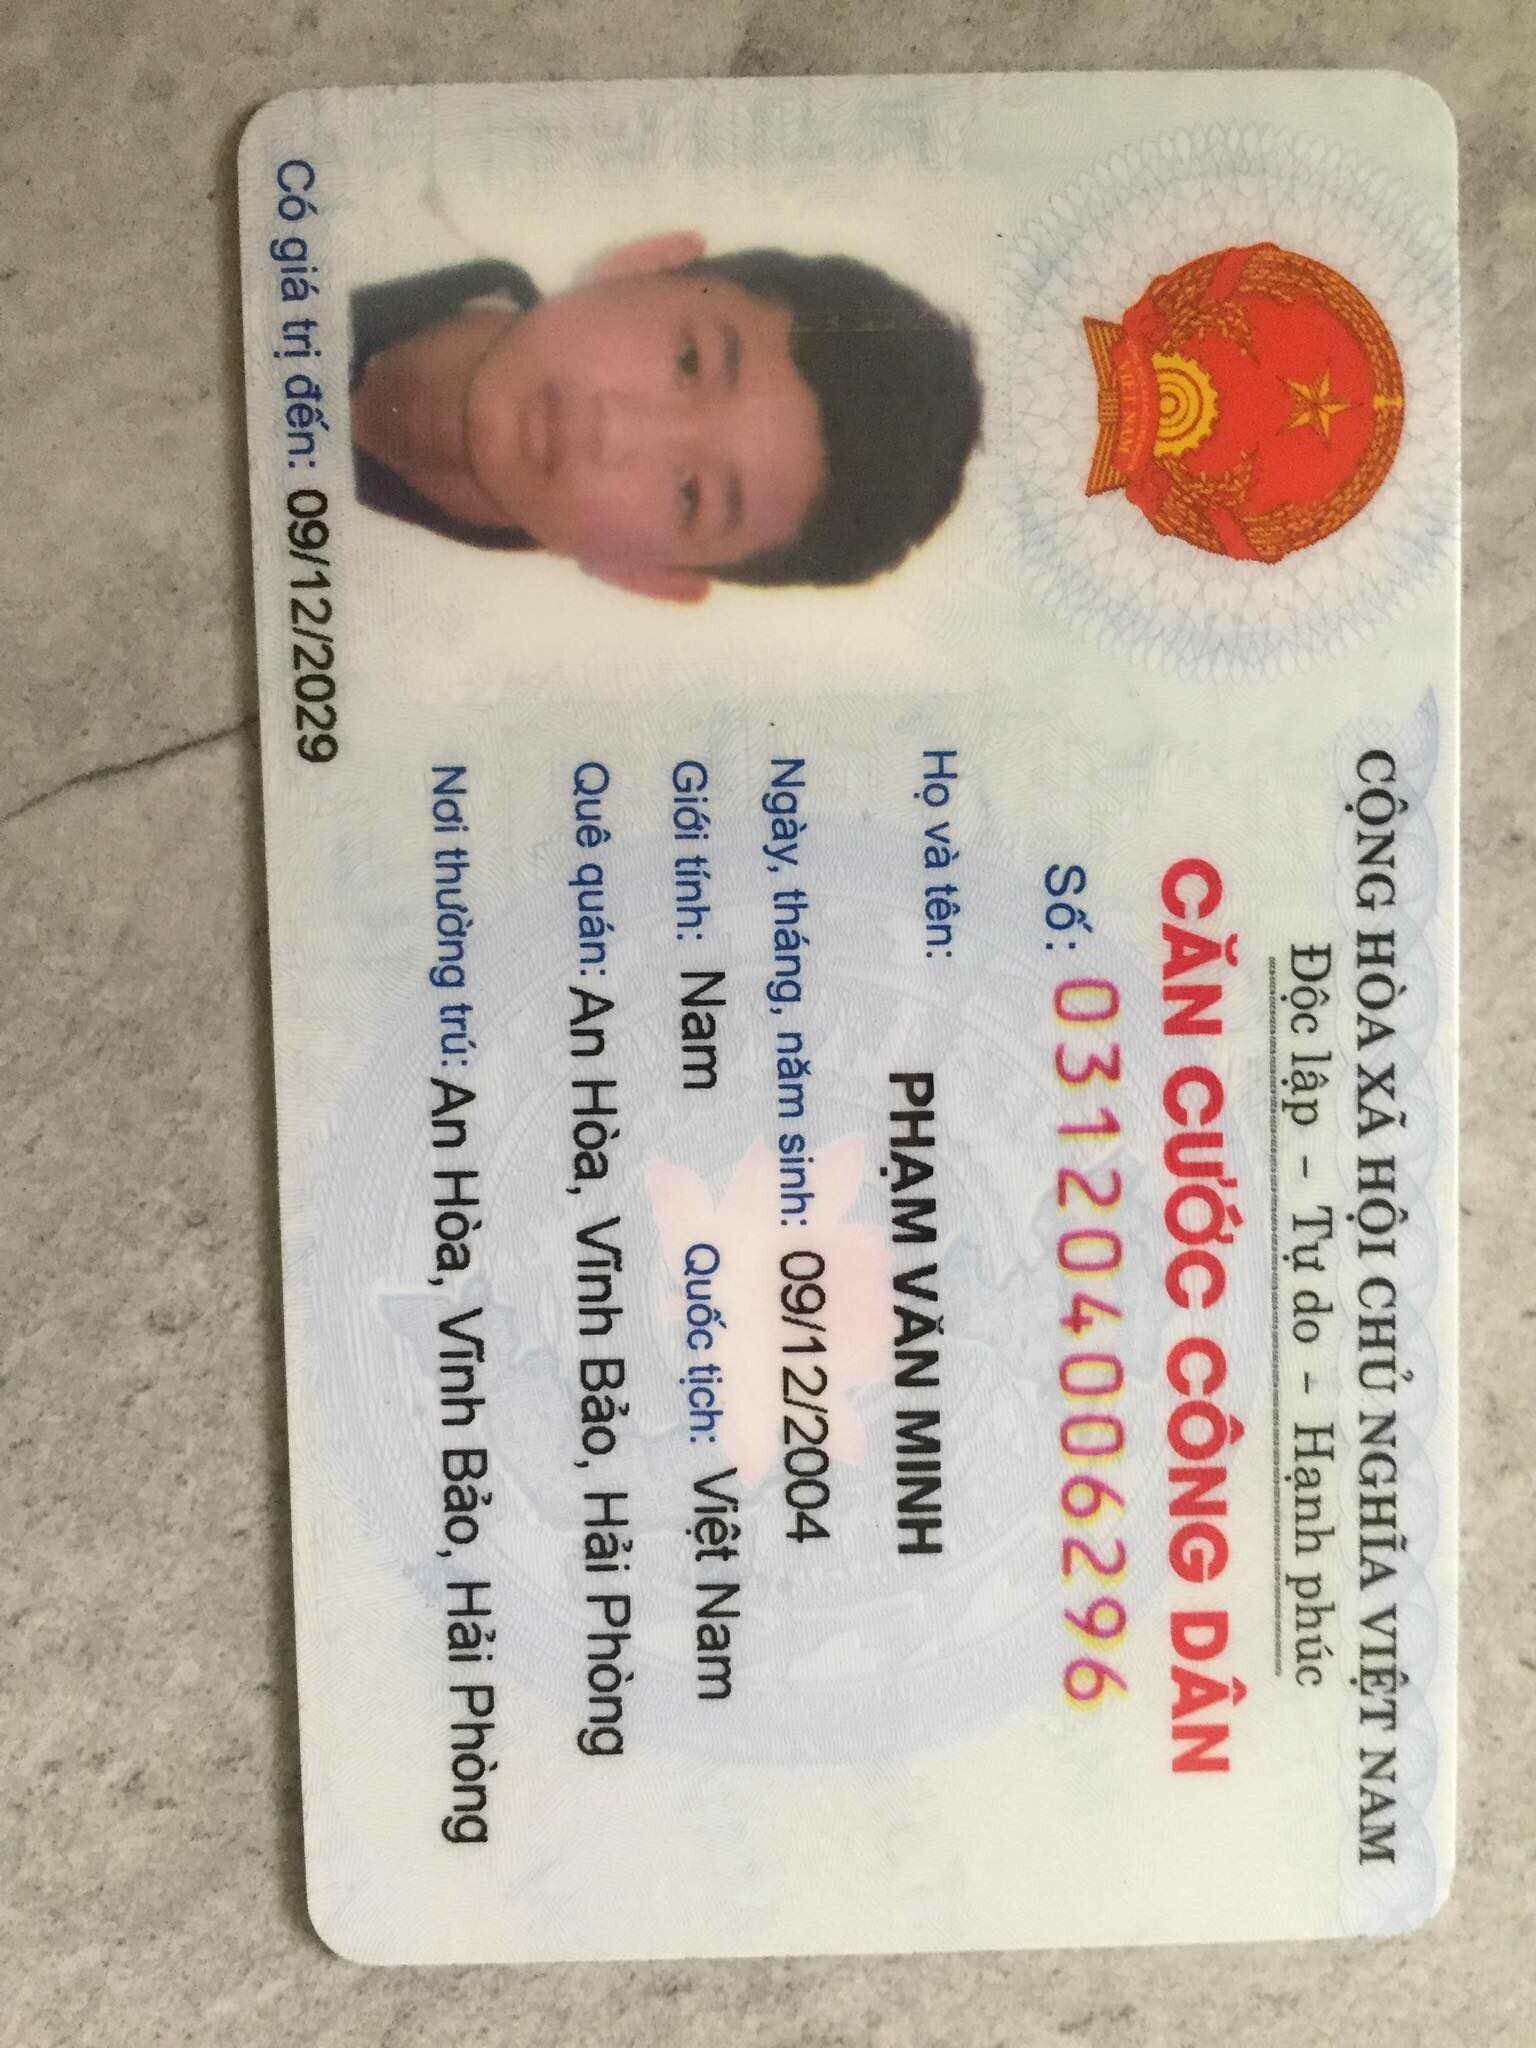 CỘNG HÒA XÃ HỘI CHỦ NGHĨA VIỆT NAM
Độc lập - Tự do - Hạnh phúc
CĂN CƯỚC CÔNG DÂN
Số: 031204006296
Họ và tên: PHẠM VĂN MINH
Ngày, tháng, năm sinh: 09/12/2004
Giới tính: Nam Quốc tịch: Việt Nam
Quê quán: An Hòa, Vĩnh Bảo, Hải Phòng
Nơi thường trú: An Hòa, Vĩnh Bảo, Hải Phòng
Có giá trị đến: 09/12/2029
VIỆT NAM